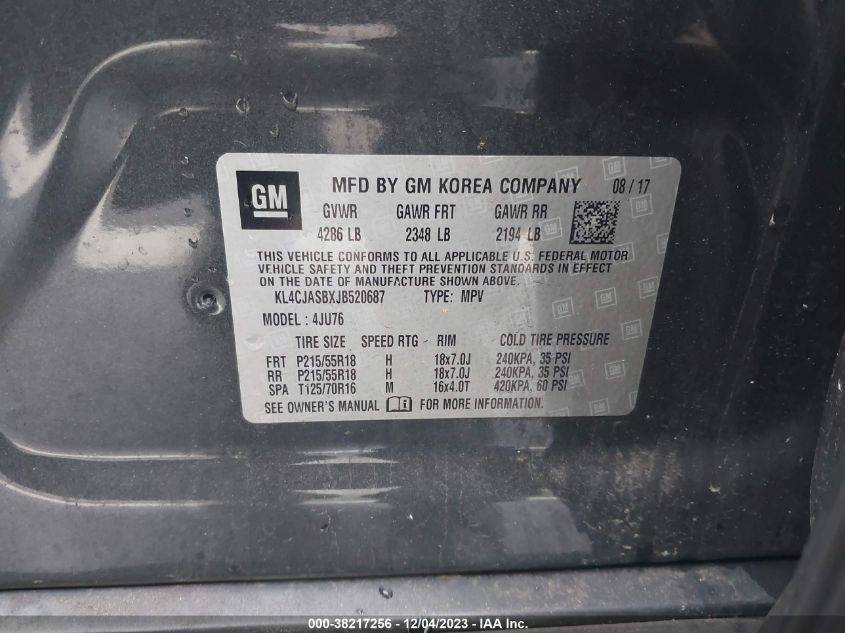 GM MFD BY GM KOREA COMPANY 08 / 17
GVWR GAWR FRT GAWR RR
4286 LB 2348 LB 2194 LB
THIS VEHICLE CONFORMS TO ALL APPLICABLE U.S. FEDERAL MOTOR
VEHICLE SAFETY AND THEFT PREVENTION STANDARDS IN EFFECT
ON THE DATE OF MANUFACTURE SHOWN ABOVE.
KL4CJASBXJB520687 TYPE: MPV
MODEL : 4JU76
TIRE SIZE SPEED RTG - RIM COLD TIRE PRESSURE
FRT P215/55R18 H 18x7.0J 240KPA, 35 PSI
RR P215/55R18 H 18x7.0J 240KPA, 35 PSI
SPA T125/70R16 M 16x4.0T 420KPA, 60 PSI
SEE OWNER'S MANUAL FOR MORE INFORMATION.
000-38217256 - 12/04/2023 - IAA Inc.